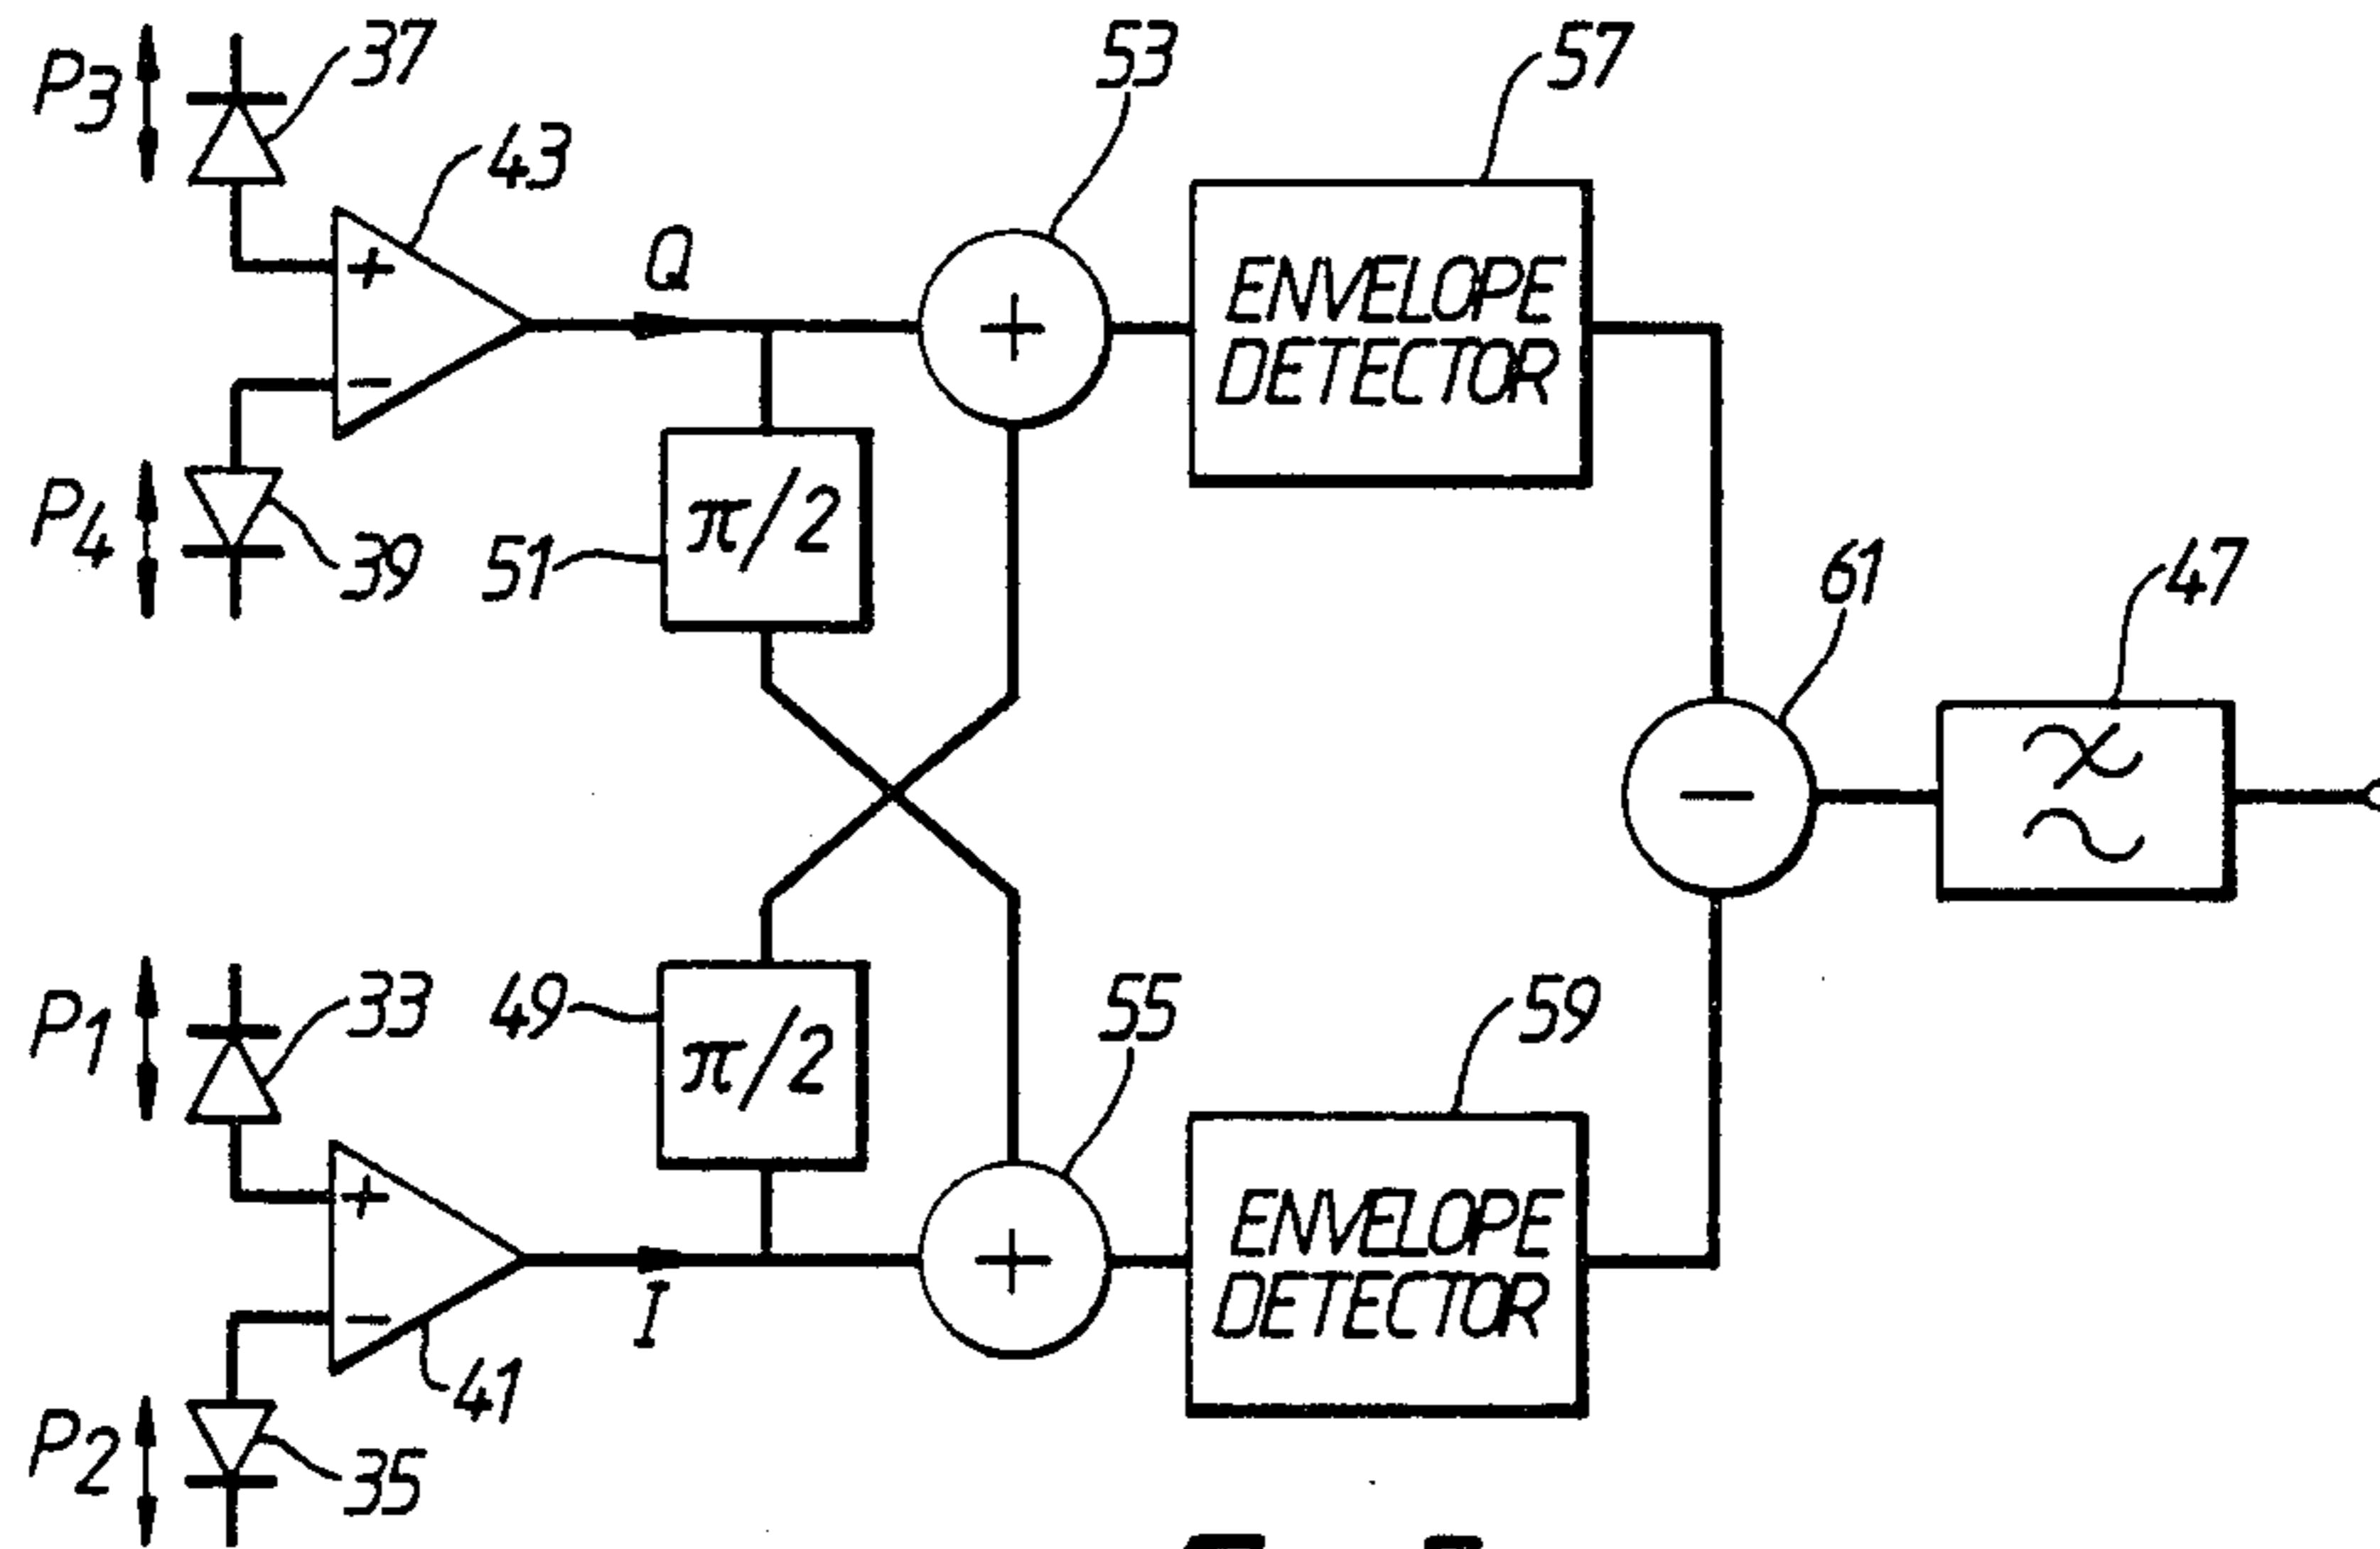 P3
37
43
+
−
Q
P4
39
51
π/2
53
+
57
ENVELOPE
DETECTOR
61
−
47
P1
33
49
π/2
+
−
I
41
P2
35
55
+
59
ENVELOPE
DETECTOR